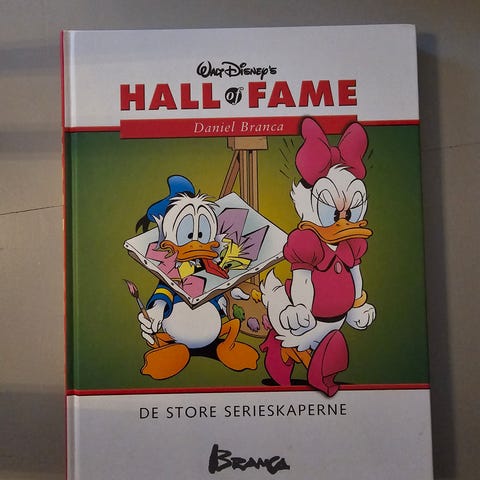 WALT DISNEY'S
HALL of FAME
Daniel Branca
DE STORE SERIESKAPERNE
BRANCA